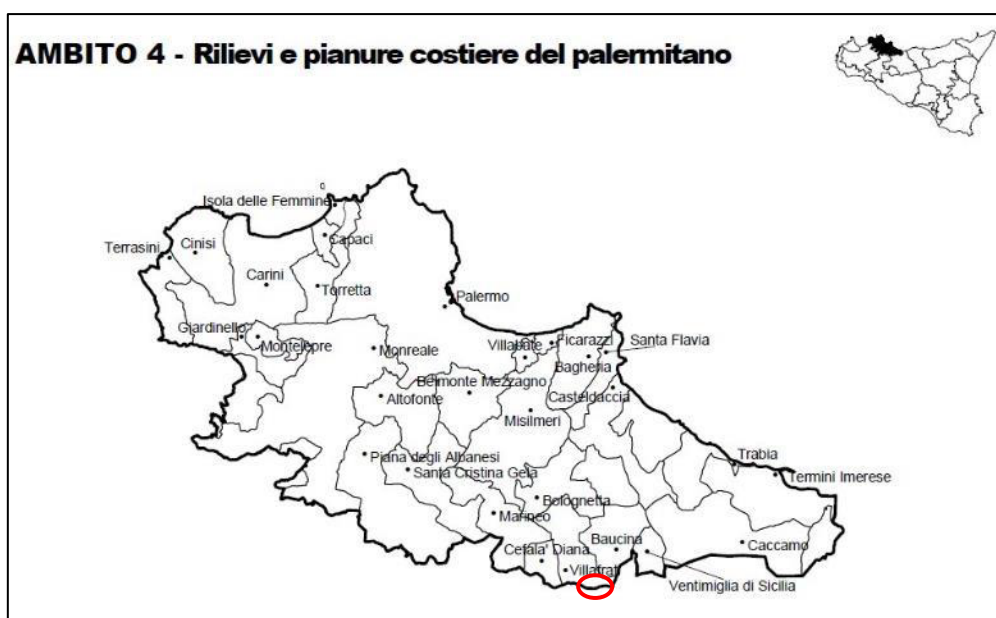 AMBITO 4 - Rilievi e pianure costiere del palermitano
Isola delle Femmine
Capaci
Terrasini
Cinisi
Carini
Torretta
Palermo
Giardinello
Montelepre
Monreale
Villabate
Ficarazzi
Santa Flavia
Bagheria
Belmonte Mezzagno
Altofonte
Casteldaccia
Misilmeri
Piana degli Albanesi
Santa Cristina Gela
Trabia
Termini Imerese
Bolognetta
Marineo
Baucina
Caccamo
Cefala' Diana
Villafrati
Ventimiglia di Sicilia